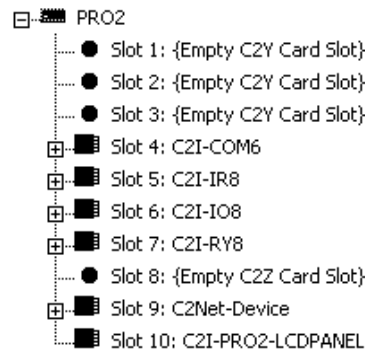 PRO2
Slot 1: {Empty C2Y Card Slot}
Slot 2: {Empty C2Y Card Slot}
Slot 3: {Empty C2Y Card Slot}
Slot 4: C2I-COM6
Slot 5: C2I-IR8
Slot 6: C2I-IO8
Slot 7: C2I-RY8
Slot 8: {Empty C2Z Card Slot}
Slot 9: C2Net-Device
Slot 10: C2I-PRO2-LCDPANEL